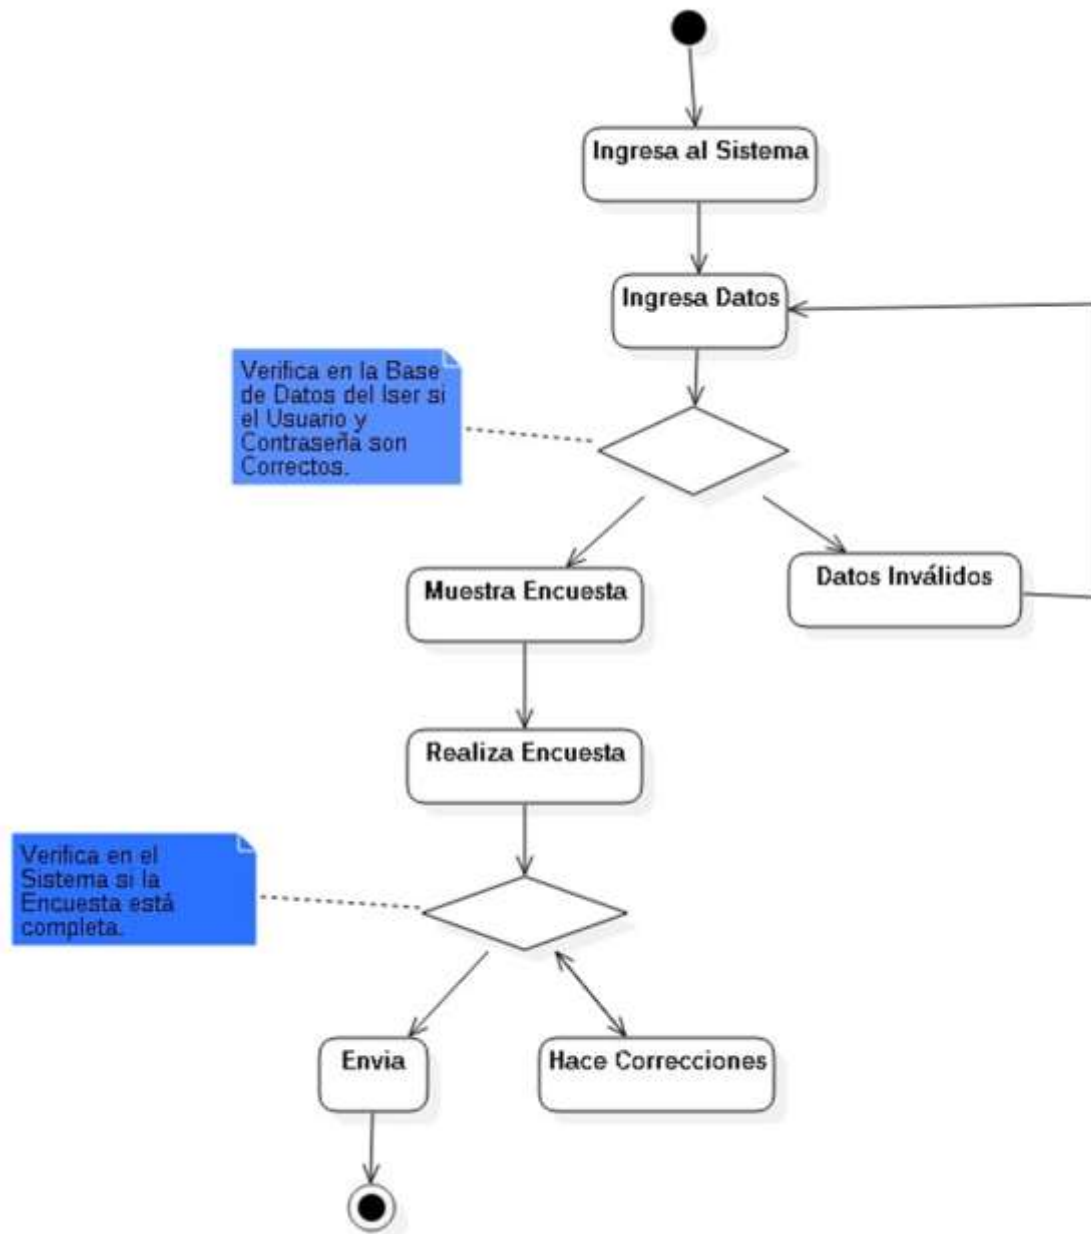 Ingresa al Sistema
Ingresa Datos
Verifica en la Base
de Datos del Iser si
el Usuario y
Contraseña son
Correctos.
Muestra Encuesta
Datos Inválidos
Realiza Encuesta
Verifica en el
Sistema si la
Encuesta está
completa.
Envia
Hace Correcciones